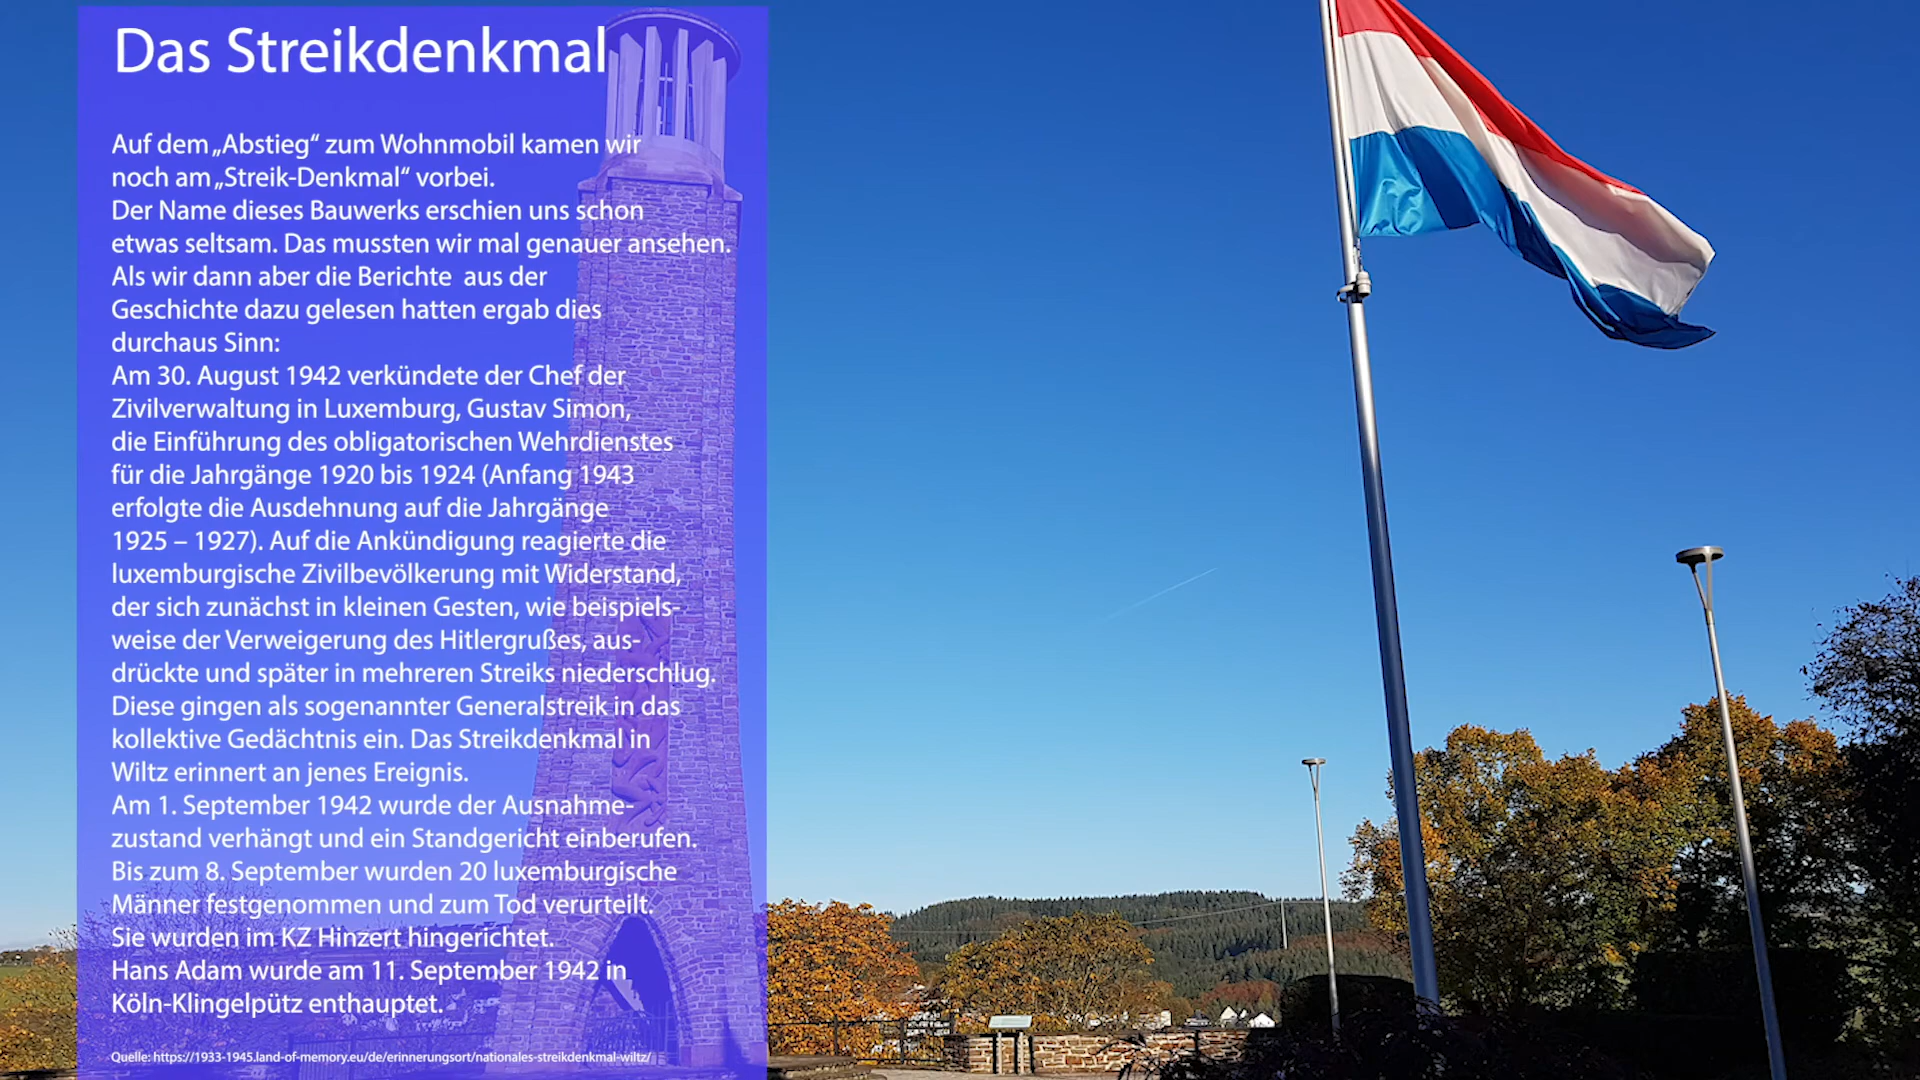 Das Streikdenkmal
Auf dem „Abstieg“ zum Wohnmobil kamen wir
noch am „Streik-Denkmal“ vorbei.
Der Name dieses Bauwerks erschien uns schon
etwas seltsam. Das mussten wir mal genauer ansehen.
Als wir dann aber die Berichte  aus der
Geschichte dazu gelesen hatten ergab dies
durchaus Sinn:
Am 30. August 1942 verkündete der Chef der
Zivilverwaltung in Luxemburg, Gustav Simon,
die Einführung des obligatorischen Wehrdienstes
für die Jahrgänge 1920 bis 1924 (Anfang 1943
erfolgte die Ausdehnung auf die Jahrgänge
1925 – 1927). Auf die Ankündigung reagierte die
luxemburgische Zivilbevölkerung mit Widerstand,
der sich zunächst in kleinen Gesten, wie beispiels-
weise der Verweigerung des Hitlergrußes, aus-
drückte und später in mehreren Streiks niederschlug.
Diese gingen als sogenannter Generalstreik in das
kollektive Gedächtnis ein. Das Streikdenkmal in
Wiltz erinnert an jenes Ereignis.
Am 1. September 1942 wurde der Ausnahme-
zustand verhängt und ein Standgericht einberufen.
Bis zum 8. September wurden 20 luxemburgische
Männer festgenommen und zum Tod verurteilt.
Sie wurden im KZ Hinzert hingerichtet.
Hans Adam wurde am 11. September 1942 in
Köln-Klingelpütz enthauptet.
Quelle: https://1933-1945.land-of-memory.eu/de/erinnerungsort/nationales-streikdenkmal-wiltz/